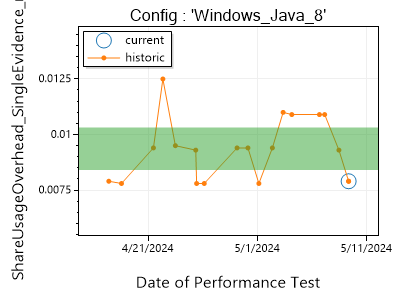 Config : 'Windows_Java_8'
current
historic
ShareUsageOverhead_SingleEvidence_
0.0125
0.01
0.0075
4/21/2024
5/1/2024
5/11/2024
Date of Performance Test